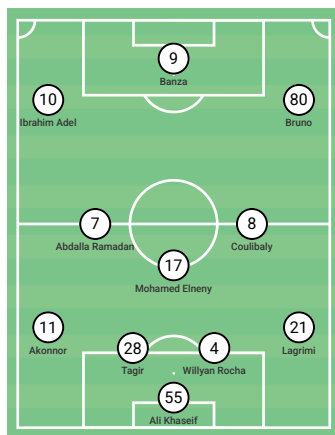 9
Banza
10
Ibrahim Adel
80
Bruno
7
Abdalla Ramadan
8
Coulibaly
17
Mohamed Elneny
11
Akonnor
21
Lagrimi
28
Tagir
4
Willyan Rocha
55
Ali Khaseif